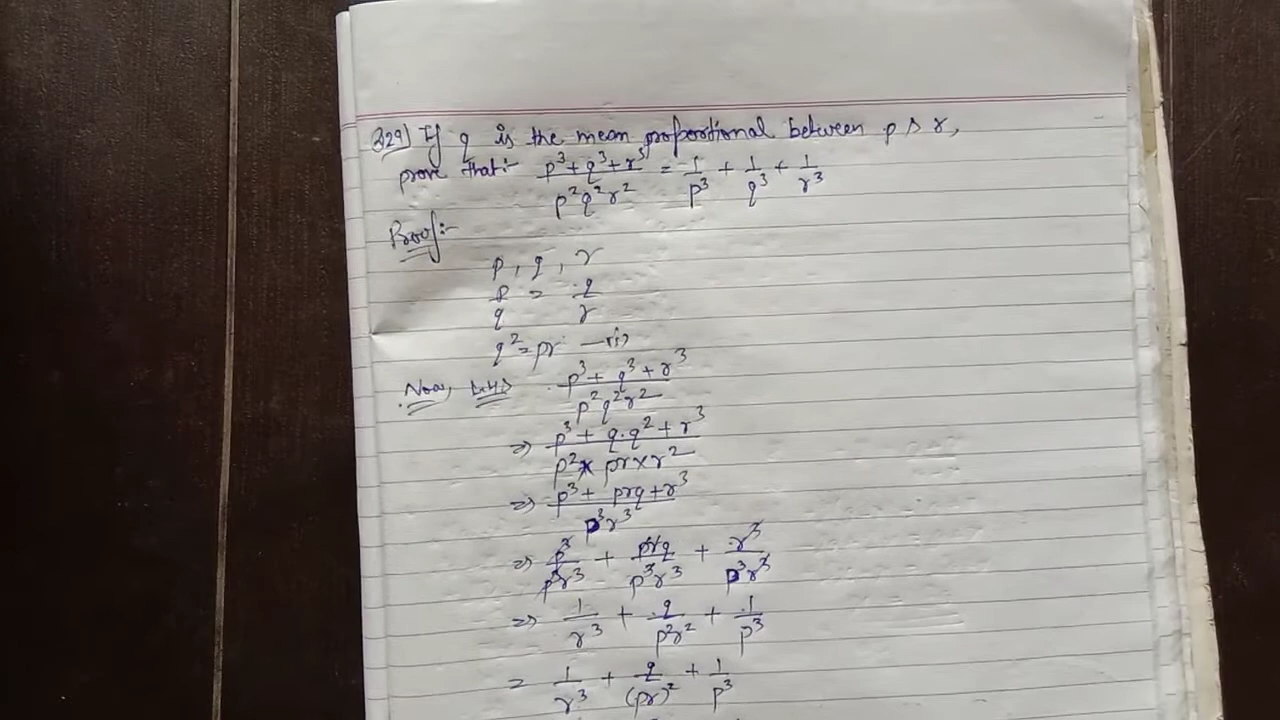 Q29) If q is the mean proportional between p & r,
prove that:- p³+q³+r³/p²q²r² = 1/p³ + 1/q³ + 1/r³
Proof:-
p, q, r
p/q = q/r
q² = pr —(i)
Now, LHS p³+q³+r³/p²q²r²
⇒ p³+q.q²+r³/p²×pr×r²
⇒ p³+prq+r³/p³r³
⇒ p³/p³r³ + prq/p³r³ + r³/p³r³
⇒ 1/r³ + q/p²r² + 1/p³
= 1/r³ + q/(pr)² + 1/p³